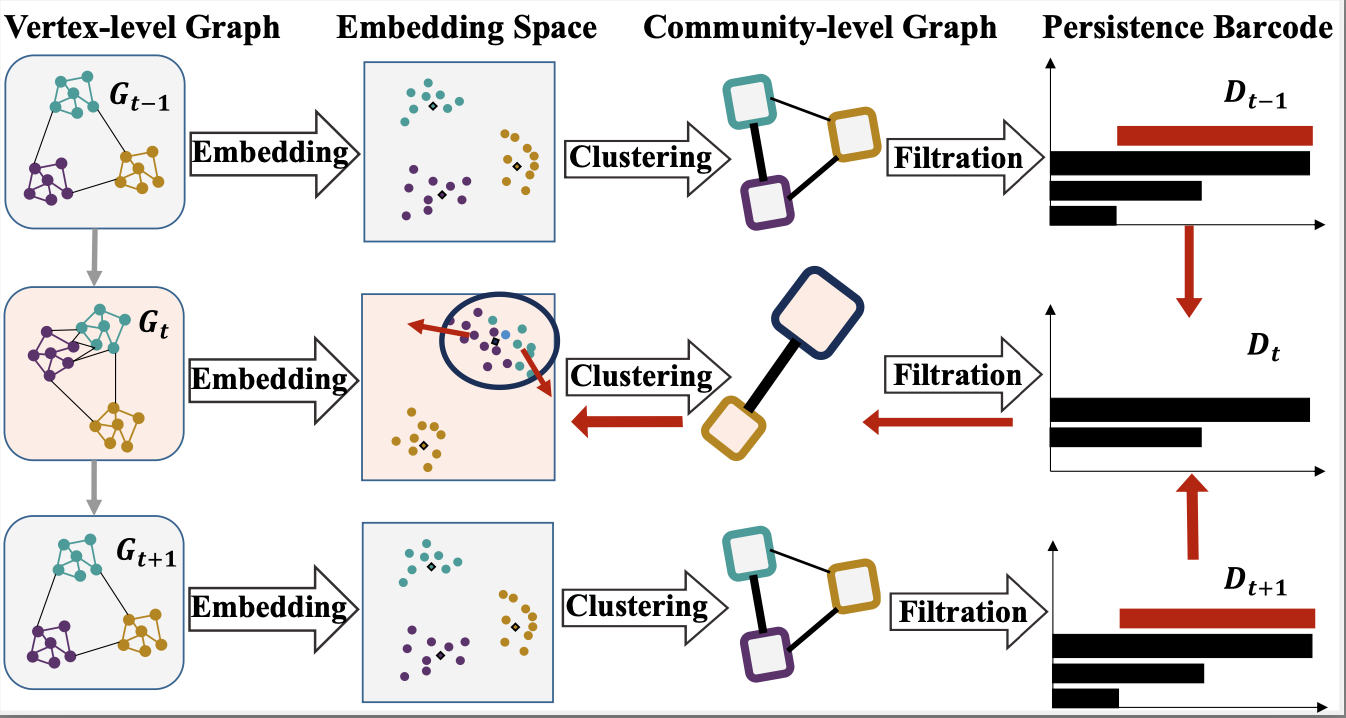 Vertex-level Graph
Embedding Space
Community-level Graph
Persistence Barcode
G_{t-1}
Embedding
Clustering
Filtration
D_{t-1}
G_t
Embedding
Clustering
Filtration
D_t
G_{t+1}
Embedding
Clustering
Filtration
D_{t+1}